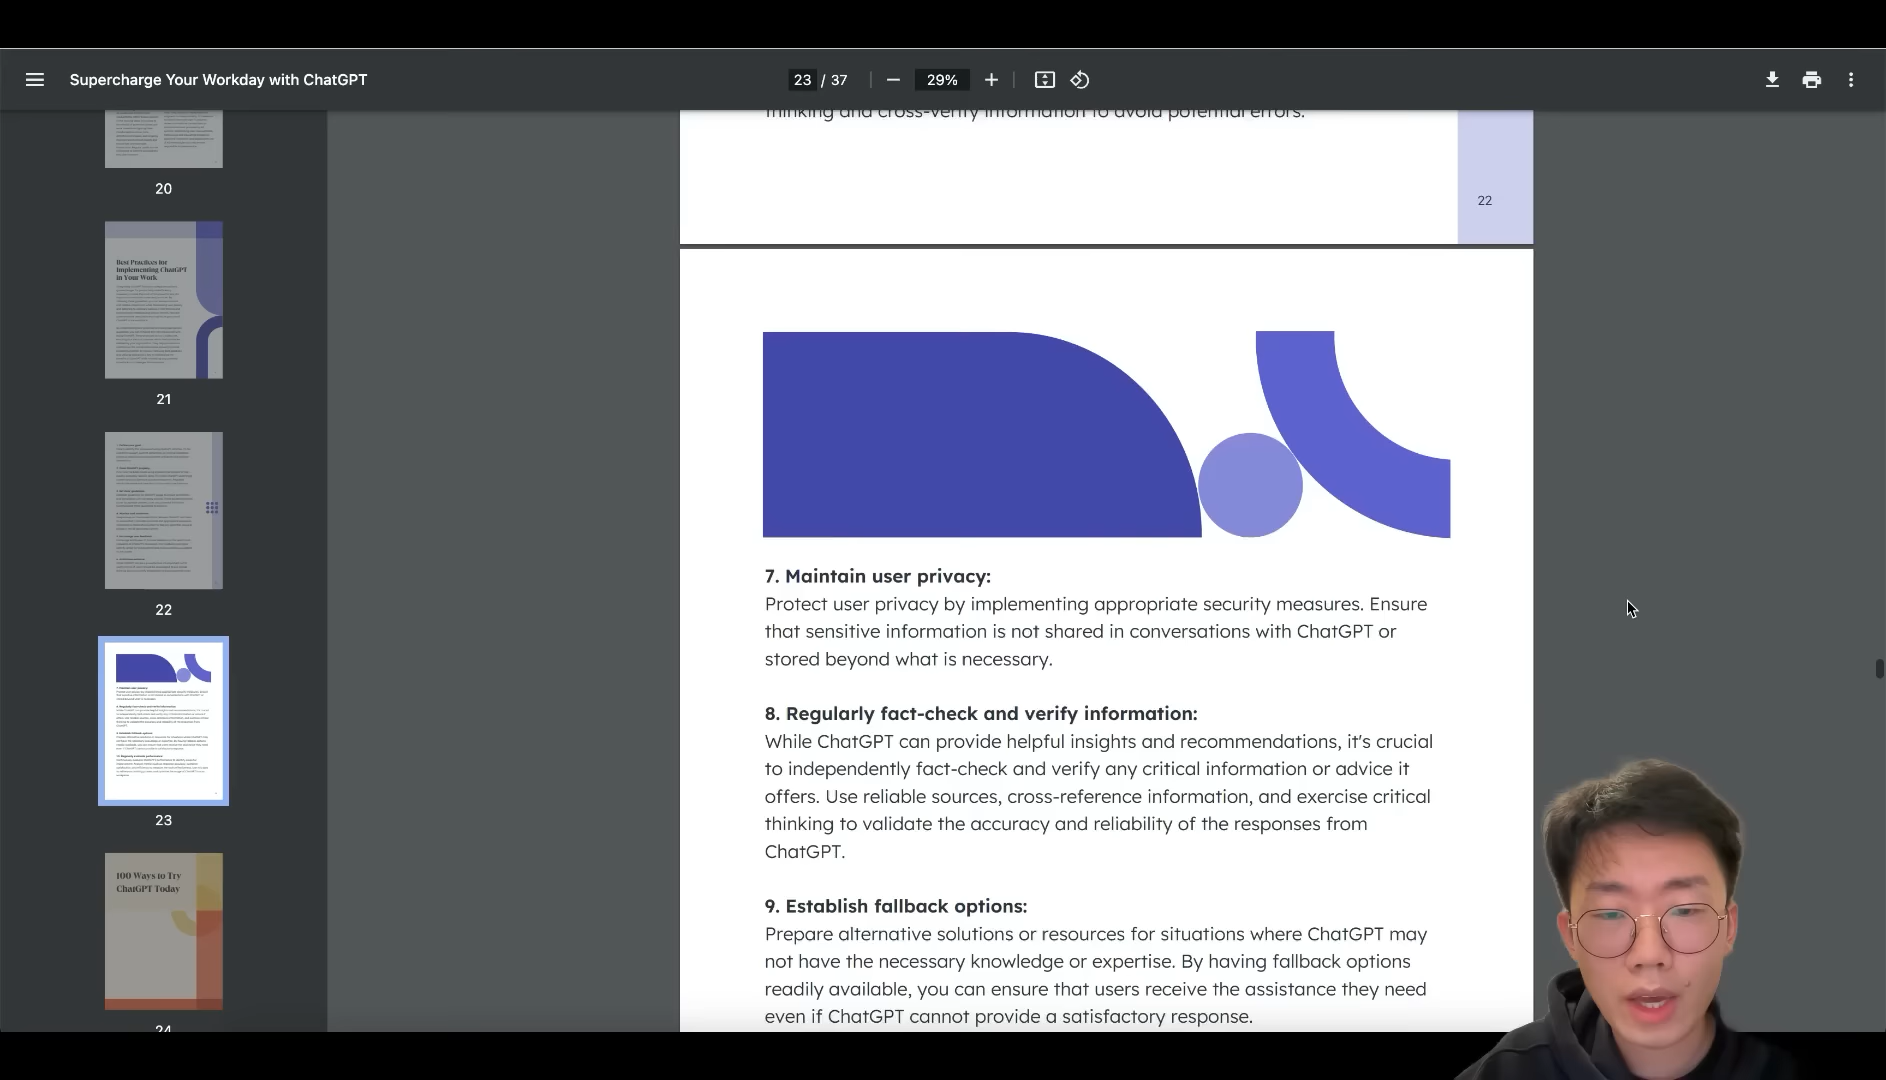 Supercharge Your Workday with ChatGPT
23 / 37
29%
20
Best Practices for
Implementing ChatGPT
in Your Work
21
22
23
100 Ways to Try
ChatGPT Today
24
thinking and cross-verify information to avoid potential errors.
22
7. Maintain user privacy:
Protect user privacy by implementing appropriate security measures. Ensure
that sensitive information is not shared in conversations with ChatGPT or
stored beyond what is necessary.
8. Regularly fact-check and verify information:
While ChatGPT can provide helpful insights and recommendations, it's crucial
to independently fact-check and verify any critical information or advice it
offers. Use reliable sources, cross-reference information, and exercise critical
thinking to validate the accuracy and reliability of the responses from
ChatGPT.
9. Establish fallback options:
Prepare alternative solutions or resources for situations where ChatGPT may
not have the necessary knowledge or expertise. By having fallback options
readily available, you can ensure that users receive the assistance they need
even if ChatGPT cannot provide a satisfactory response.